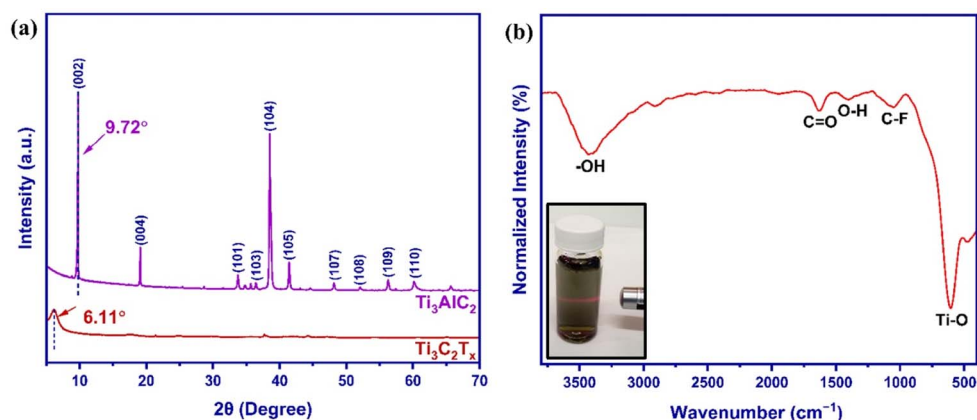 (a)
Intensity (a.u.)
(002)
9.72°
(004)
(101)
(103)
(104)
(105)
(107)
(108)
(109)
(110)
Ti₃AlC₂
6.11°
Ti₃C₂Tₓ
10 20 30 40 50 60 70
2θ (Degree)
(b)
Normalized Intensity (%)
-OH
C=O
O-H
C-F
Ti-O
3500 3000 2500 2000 1500 1000 500
Wavenumber (cm⁻¹)